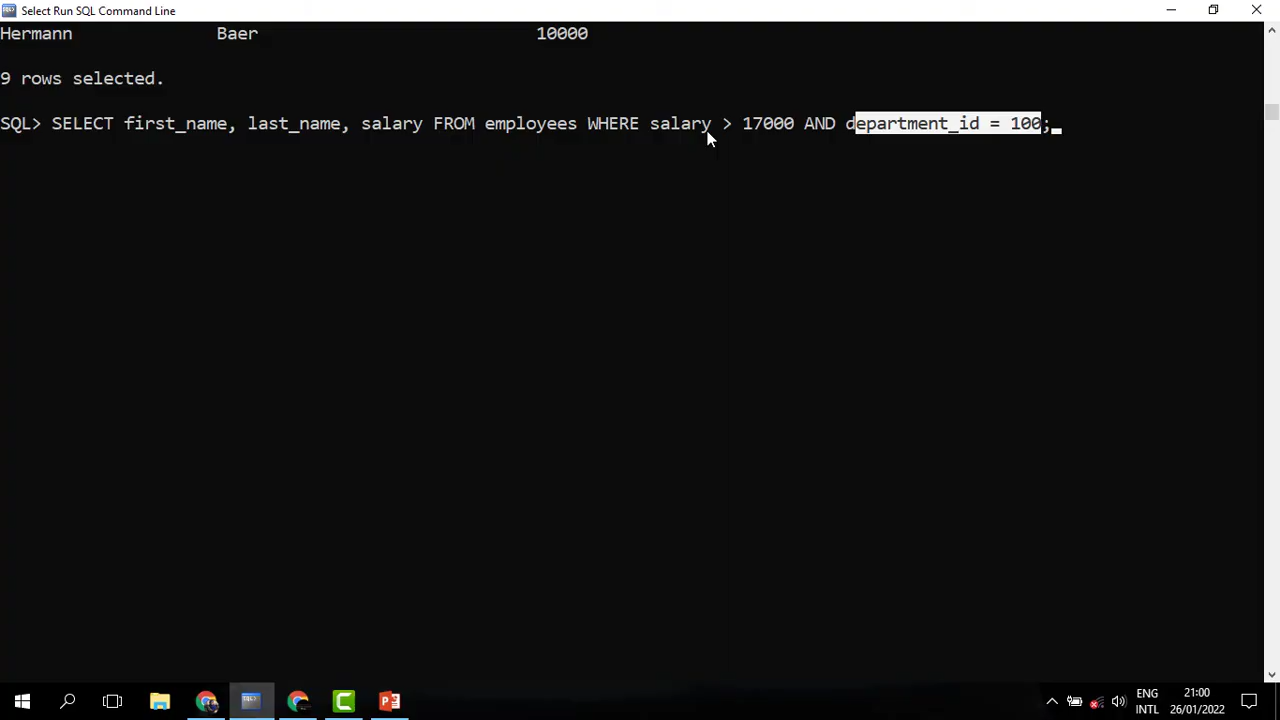 Select Run SQL Command Line
Hermann Baer 10000
9 rows selected.
SQL> SELECT first_name, last_name, salary FROM employees WHERE salary > 17000 AND department_id = 100;
ENG 21:00
INTL 26/01/2022